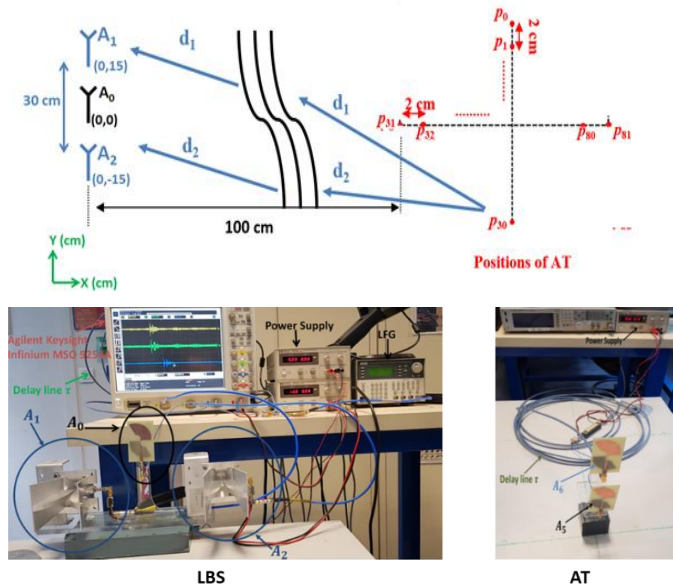 A1
(0,15)
30 cm
A0
(0,0)
A2
(0,-15)
d1
d1
d2
d2
100 cm
Y (cm)
X (cm)
p0
p1
2 cm
2 cm
p31
p32
p80
p81
p30
Positions of AT
Agilent Keysight
Infinium MSO
Delay line τ
A1
A0
Power Supply
LFG
A2
LBS
Power Supply
Delay line τ
A6
A5
AT